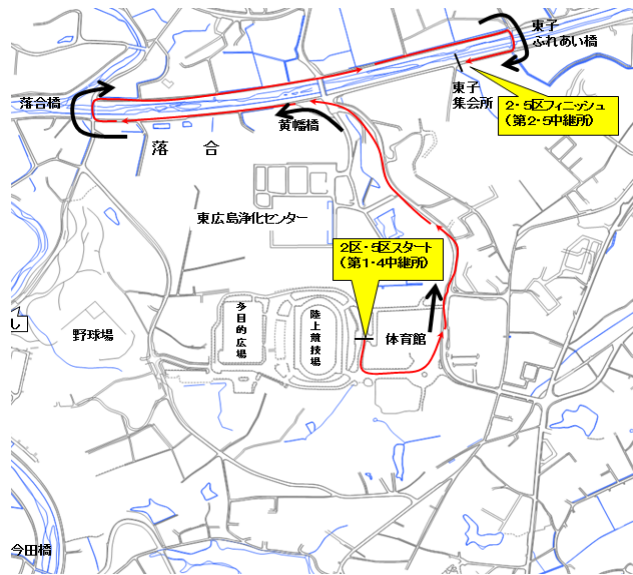 東子
ふれあい橋
落合橋
東子
集会所
2・5区フィニッシュ
(第2・5中継所)
黄幡橋
落 合
東広島浄化センター
2区・5区スタート
(第1・4中継所)
多目的広場
陸上競技場
体育館
野球場
し
今田橋